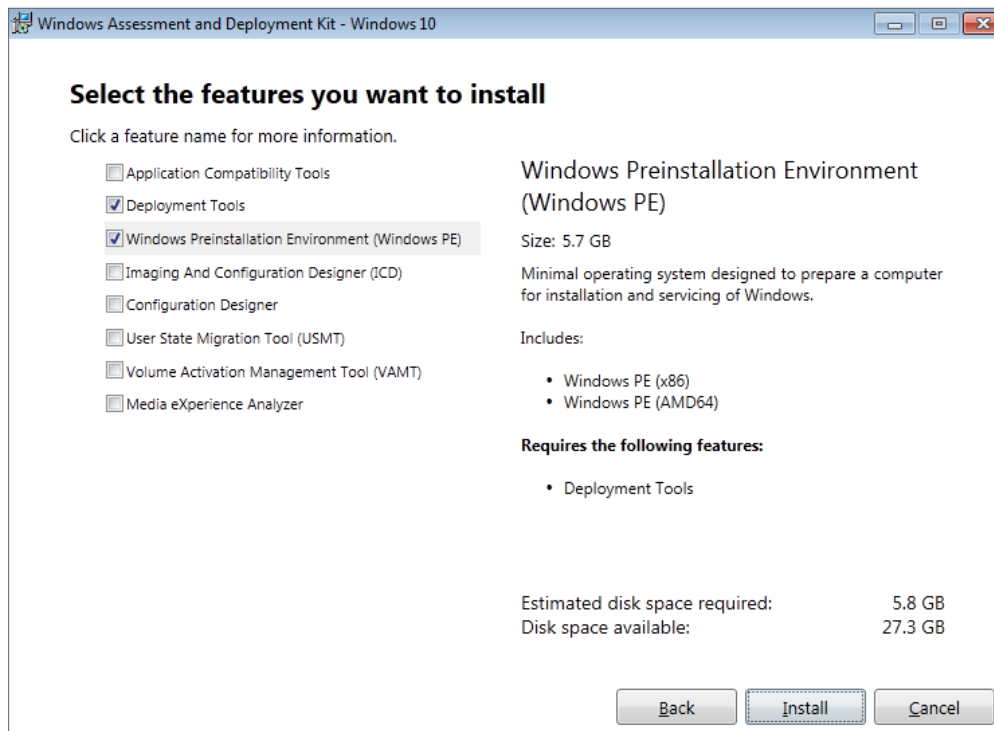 Windows Assessment and Deployment Kit - Windows 10
Select the features you want to install
Click a feature name for more information.
Application Compatibility Tools
Deployment Tools
Windows Preinstallation Environment (Windows PE)
Imaging And Configuration Designer (ICD)
Configuration Designer
User State Migration Tool (USMT)
Volume Activation Management Tool (VAMT)
Media eXperience Analyzer
Windows Preinstallation Environment
(Windows PE)
Size: 5.7 GB
Minimal operating system designed to prepare a computer
for installation and servicing of Windows.
Includes:
• Windows PE (x86)
• Windows PE (AMD64)
Requires the following features:
• Deployment Tools
Estimated disk space required: 5.8 GB
Disk space available: 27.3 GB
Back Install Cancel